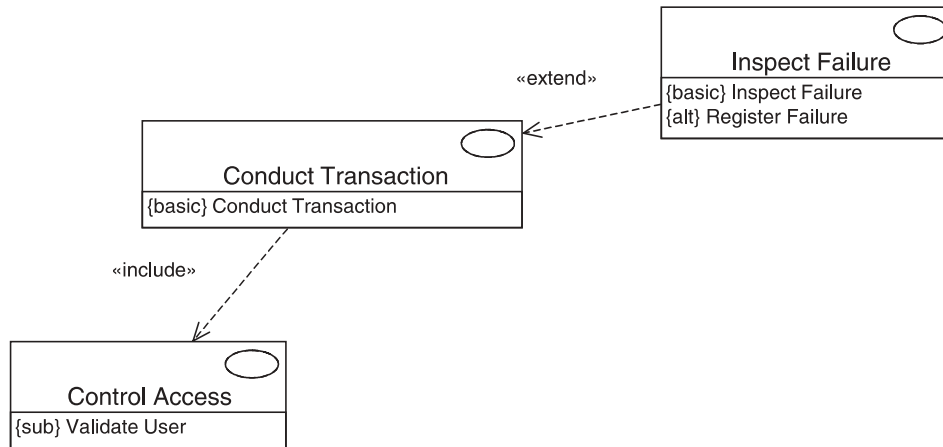 Inspect Failure
{basic} Inspect Failure
{alt} Register Failure
«extend»
Conduct Transaction
{basic} Conduct Transaction
«include»
Control Access
{sub} Validate User